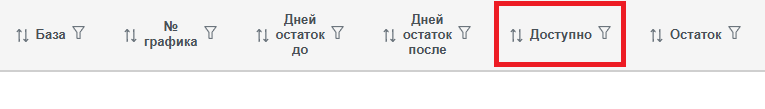 База
№
графика
Дней
остаток
до
Дней
остаток
после
Доступно
Остаток